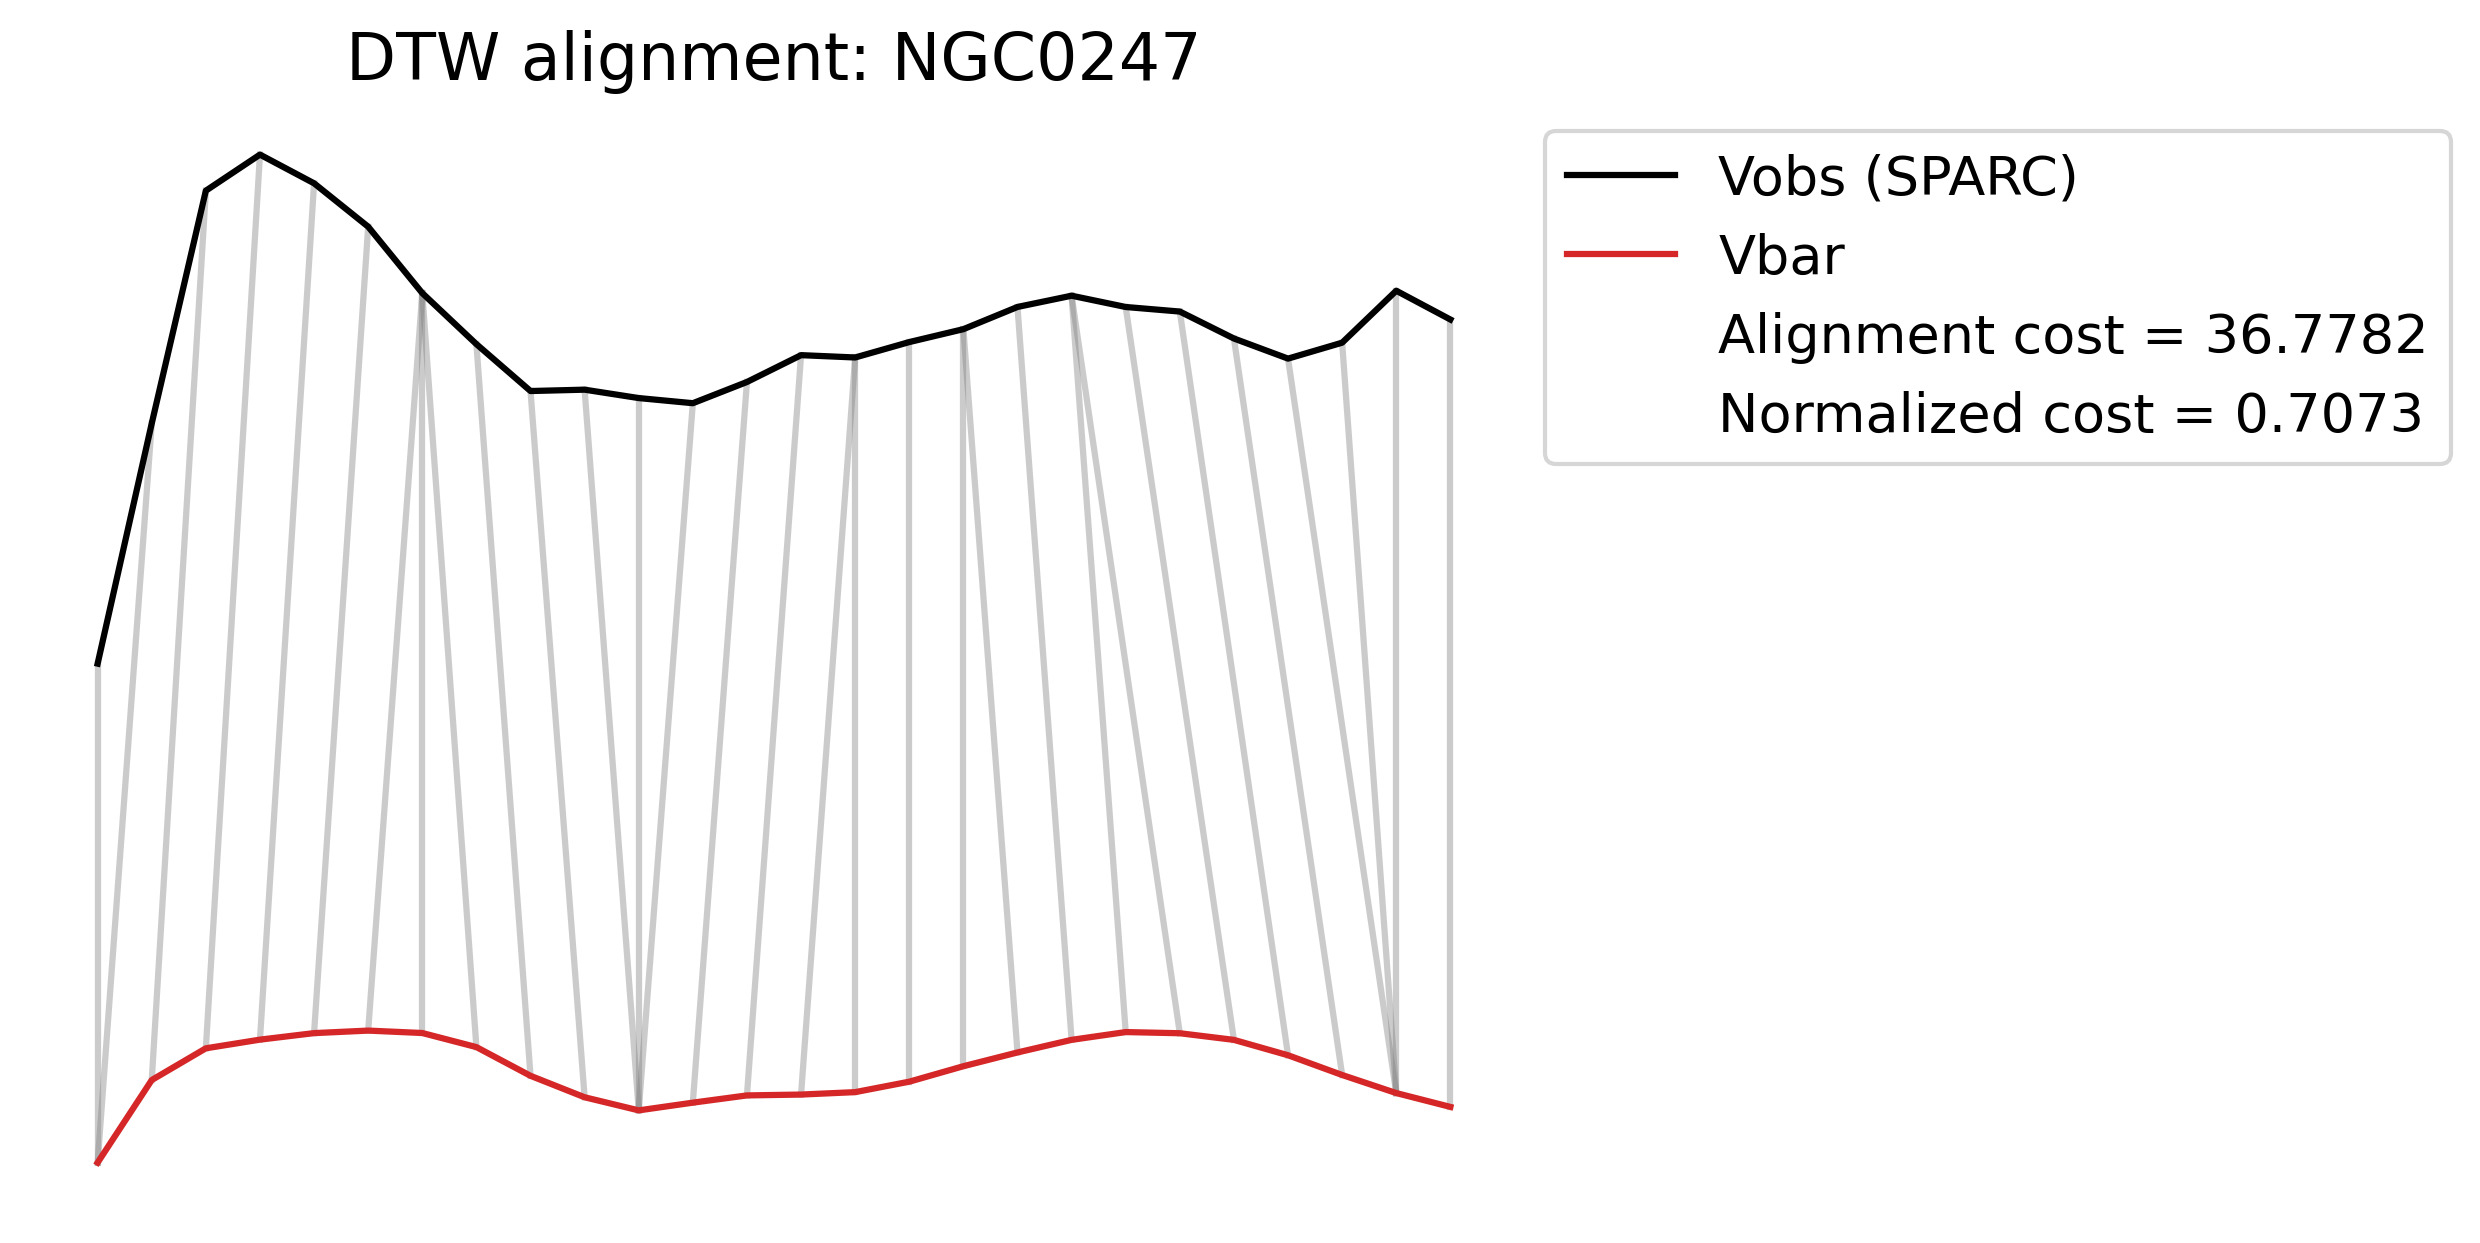 DTW alignment: NGC0247
Vobs (SPARC)
Vbar
Alignment cost = 36.7782
Normalized cost = 0.7073